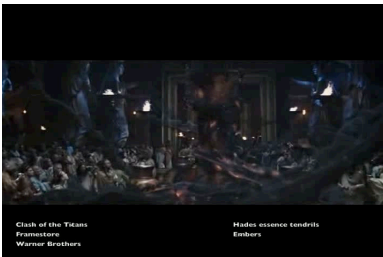 Clash of the Titans
Framestore
Warner Brothers
Hades essence tendrils
Embers